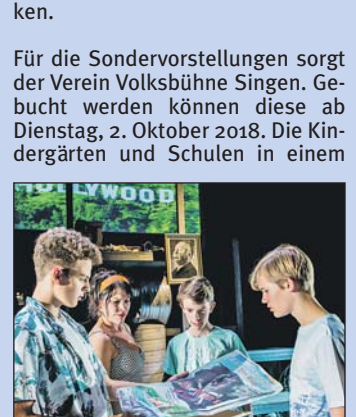 ken.
Für die Sondervorstellungen sorgt
der Verein Volksbühne Singen. Ge-
bucht werden können diese ab
Dienstag, 2. Oktober 2018. Die Kin-
dergärten und Schulen in einem
HOLLYWOOD